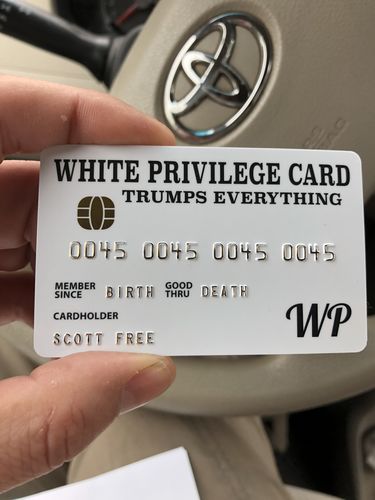 WHITE PRIVILEGE CARD
TRUMPS EVERYTHING
0045 0045 0045 0045
MEMBER SINCE BIRTH GOOD THRU DEATH
CARDHOLDER
SCOTT FREE
WP